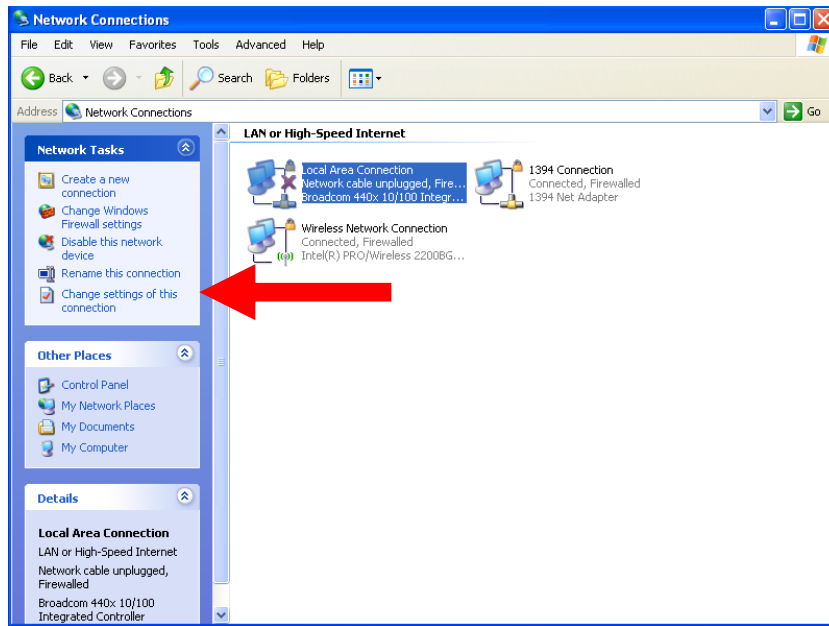 Network Connections
File Edit View Favorites Tools Advanced Help
Back Search Folders
Address Network Connections Go
Network Tasks
Create a new
connection
Change Windows
Firewall settings
Disable this network
device
Rename this connection
Change settings of this
connection
Other Places
Control Panel
My Network Places
My Documents
My Computer
Details
Local Area Connection
LAN or High-Speed Internet
Network cable unplugged,
Firewalled
Broadcom 440x 10/100
Integrated Controller
LAN or High-Speed Internet
Local Area Connection
Network cable unplugged, Fire...
Broadcom 440x 10/100 Integr...
1394 Connection
Connected, Firewalled
1394 Net Adapter
Wireless Network Connection
Connected, Firewalled
Intel(R) PRO/Wireless 2200BG...